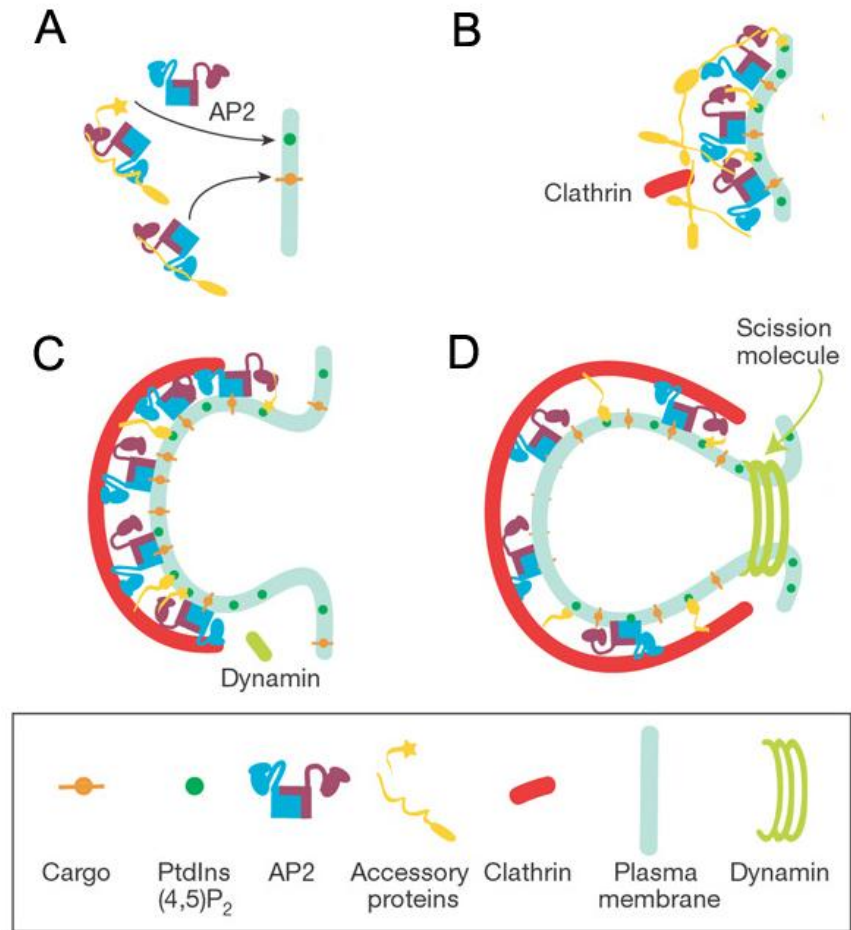 A
B
AP2
Clathrin
C
D
Scission
molecule
Dynamin
Cargo
PtdIns
(4,5)P2
AP2
Accessory
proteins
Clathrin
Plasma
membrane
Dynamin